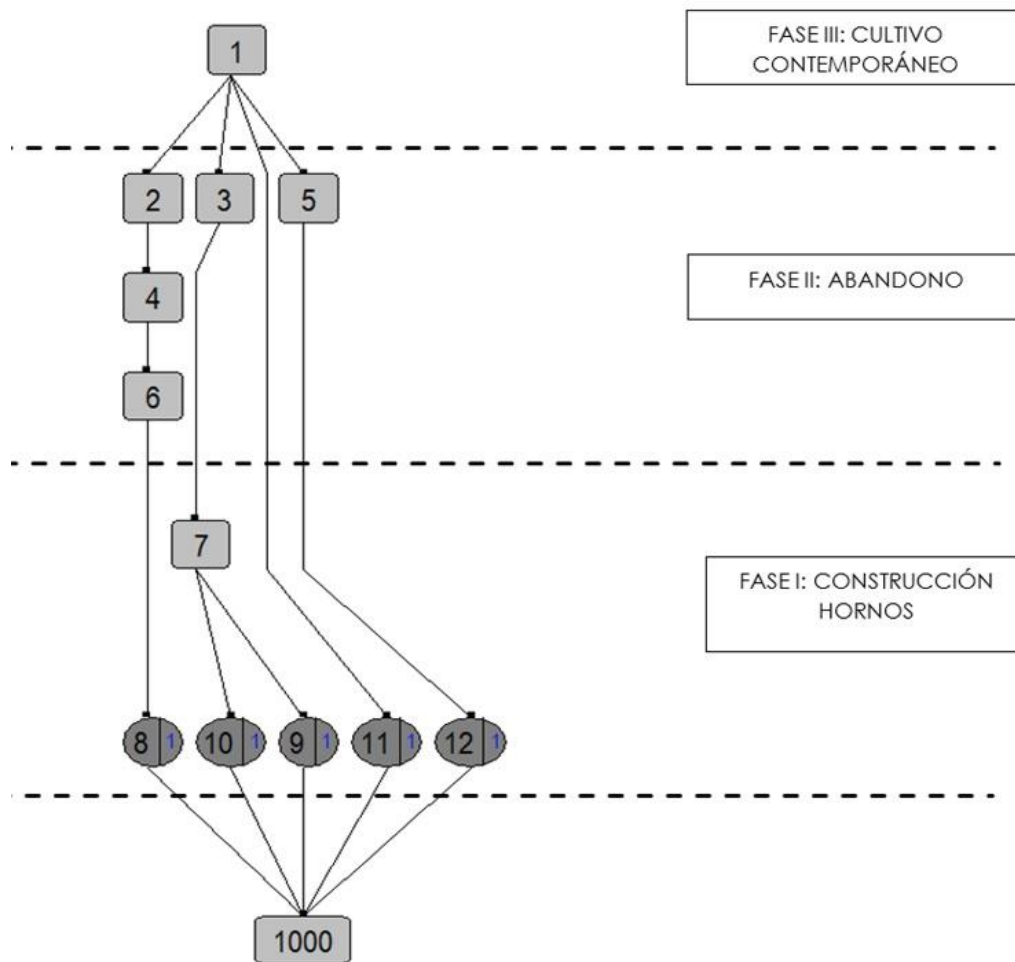 1
FASE III: CULTIVO
CONTEMPORÁNEO
2
3
5
4
FASE II: ABANDONO
6
7
FASE I: CONSTRUCCIÓN
HORNOS
8 1
10 1
9 1
11 1
12 1
1000